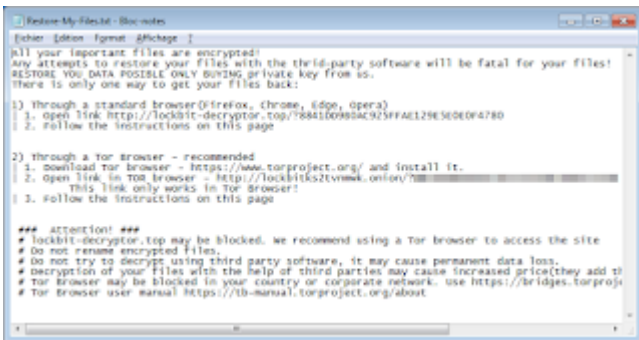 Restore-My-Files.txt - Bloc-notes
Fichier Edition Format Affichage ?
All your important files are encrypted!
Any attempts to restore your files with the thrid-party software will be fatal for your files!
RESTORE YOU DATA POSIBLE ONLY BUYING private key from us.
There is only one way to get your files back:
1) Through a standard browser(FireFox, Chrome, Edge, Opera)
| 1. Open link http://lockbit-decryptor.top/?
| 2. Follow the instructions on this page
2) Through a Tor Browser - recommended
| 1. Download Tor browser - https://www.torproject.org/ and install it.
| 2. Open link in TOR browser - http://lockbitks2tvnmwk.onion/?
This link only works in Tor Browser!
| 3. Follow the instructions on this page
### Attention! ###
# lockbit-decryptor.top may be blocked. We recommend using a Tor browser to access the site
# Do not rename encrypted files.
# Do not try to decrypt using third party software, it may cause permanent data loss.
# Decryption of your files with the help of third parties may cause increased price(they add th
# Tor Browser may be blocked in your country or corporate network. Use https://bridges.torproje
# Tor Browser user manual https://tb-manual.torproject.org/about